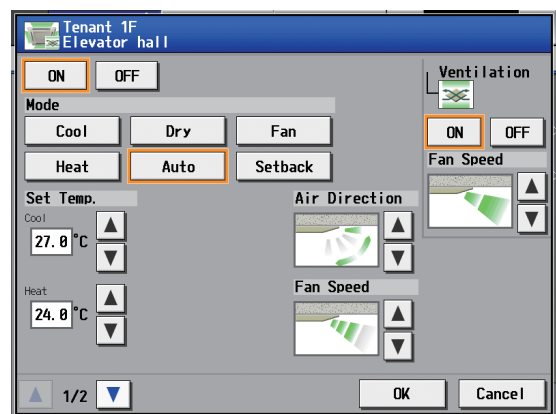 Tenant 1F
Elevator hall
ON OFF
Mode
Cool Dry Fan
Heat Auto Setback
Set Temp.
Cool
27.0 °C
Heat
24.0 °C
Air Direction
Fan Speed
Ventilation
ON OFF
Fan Speed
1/2
OK Cancel